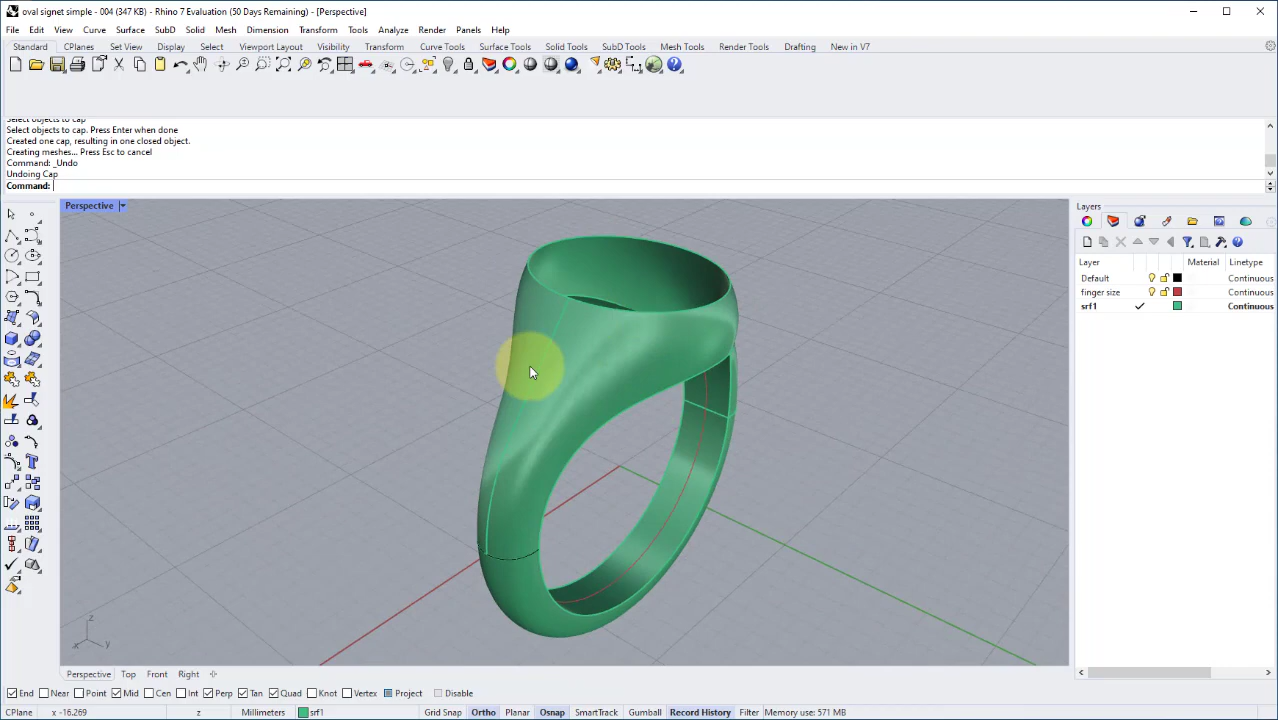 oval signet simple - 004 (347 KB) - Rhino 7 Evaluation (50 Days Remaining) - [Perspective]
File Edit View Curve Surface SubD Solid Mesh Dimension Transform Tools Analyze Render Panels Help
Standard CPlanes Set View Display Select Viewport Layout Visibility Transform Curve Tools Surface Tools Solid Tools SubD Tools Mesh Tools Render Tools Drafting New in V7
Select objects to cap
Select objects to cap. Press Enter when done
Created one cap, resulting in one closed object.
Creating meshes... Press Esc to cancel
Command: _Undo
Undoing Cap
Command:
Perspective
Layers
Layer Material Linetype
Default Continuous
finger size Continuous
srf1 Continuous
z
x y
Perspective Top Front Right
End Near Point Mid Cen Int Perp Tan Quad Knot Vertex Project Disable
CPlane x -16.269 z Millimeters srf1 Grid Snap Ortho Planar Osnap SmartTrack Gumball Record History Filter Memory use: 571 MB